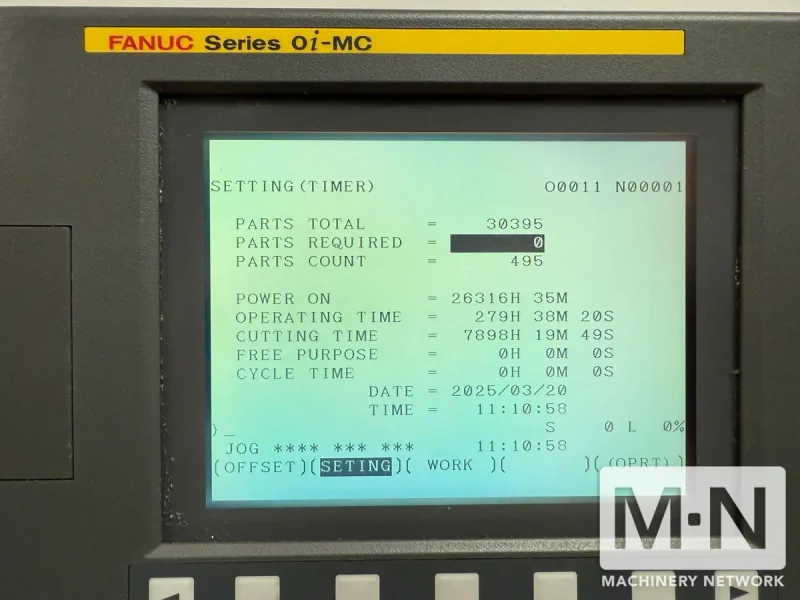 FANUC Series 0i-MC
SETTING(TIMER) O0011 N00001
PARTS TOTAL = 30395
PARTS REQUIRED = 0
PARTS COUNT = 495
POWER ON = 26316H 35M
OPERATING TIME = 279H 38M 20S
CUTTING TIME = 7898H 19M 49S
FREE PURPOSE = 0H 0M 0S
CYCLE TIME = 0H 0M 0S
DATE = 2025/03/20
TIME = 11:10:58
>_ S 0 L 0%
JOG **** *** *** 11:10:58
(OFFSET)(SETING)( WORK )( )( (OPRT) )
M·N
MACHINERY NETWORK